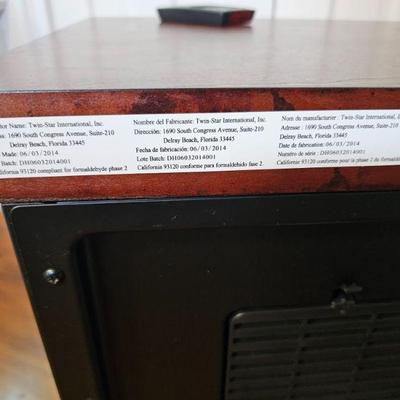 tor Name: Twin-Star International, Inc.
ss: 1690 South Congress Avenue, Suite-210
Delray Beach, Florida 33445
Made: 06/03/2014
Batch: DH06032014001
California 93120 compliant for formaldehyde phase 2
Nombre del Fabricante: Twin-Star International, Inc.
Dirección: 1690 South Congress Avenue, Suite-210
Delray Beach, Florida 33445
Fecha de fabricación: 06/03/2014
Lote Batch: DH06032014001
California 93120 conforme para formaldehído fase 2
Nom du manufacturier : Twin-Star International, Inc
Adresse : 1690 South Congress Avenue, Suite-210
Delray Beach, Florida 33445
Date de fabrication: 06/03/2014
Numéro de série : DH06032014001
California 93120 conforme pour la phase 2 du formaldehyde